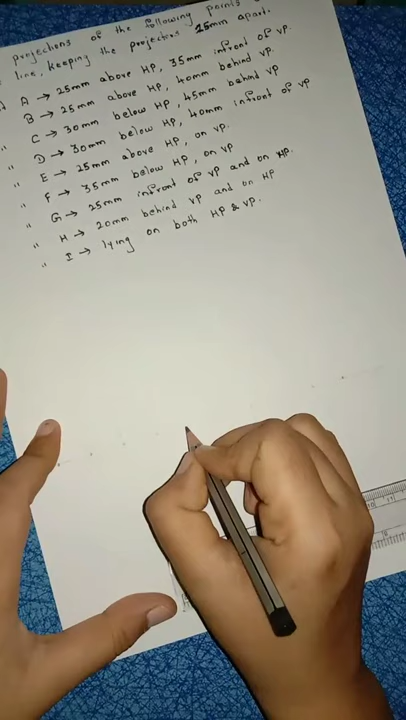 projections of the following points
line, keeping the projectors 25mm apart.
A → 25mm above HP, 35mm infront of VP.
" B → 25mm above HP, 40mm behind VP.
" C → 30mm below HP, 45mm behind VP
" D → 30mm below HP, 40mm infront of VP
" E → 25mm above HP, on VP.
" F → 35mm below HP, on VP
" G → 25mm infront of VP and on HP.
" H → 20mm behind VP and on HP
" I → lying on both HP & VP.